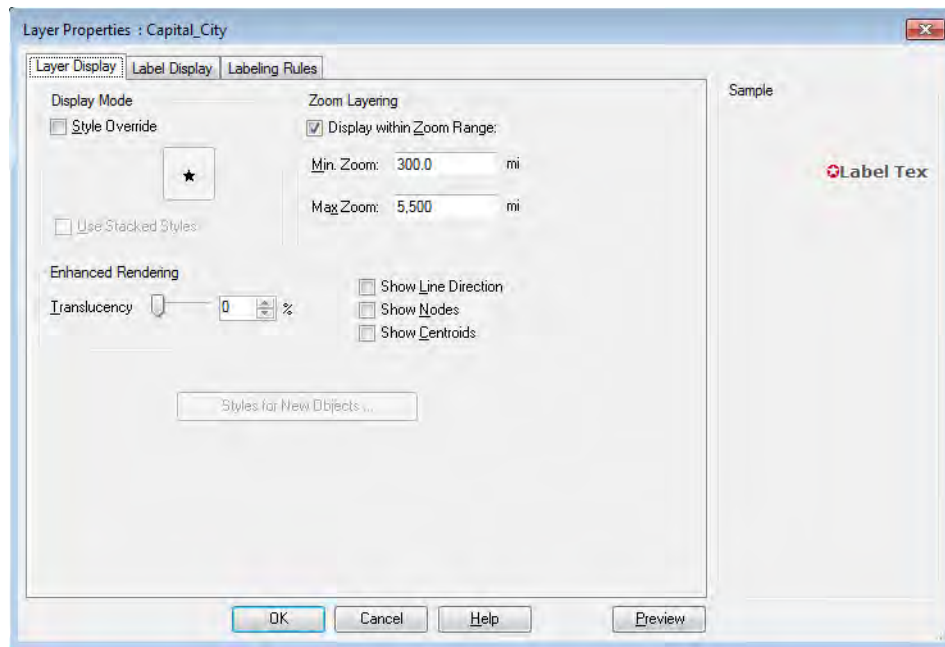 Layer Properties : Capital_City
Layer Display Label Display Labeling Rules
Display Mode
Style Override
Use Stacked Styles
Zoom Layering
Display within Zoom Range:
Min. Zoom: 300.0 mi
Max Zoom: 5,500 mi
Enhanced Rendering
Translucency 0 %
Show Line Direction
Show Nodes
Show Centroids
Styles for New Objects ...
Sample
Label Tex
OK Cancel Help Preview